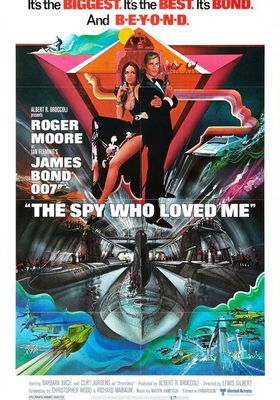 It's the BIGGEST. It's the BEST. It's BOND.
And B-E-Y-O-N-D.
ALBERT R. BROCCOLI
presents
ROGER
MOORE
as
IAN FLEMING'S
JAMES
BOND
007
"THE SPY WHO LOVED ME"
starring BARBARA BACH and CURT JURGENS as "Stromberg" Produced by ALBERT R. BROCCOLI Directed by LEWIS GILBERT
Screenplay by CHRISTOPHER WOOD & RICHARD MAIBAUM Music by MARVIN HAMLISCH Filmed in PANAVISION
United Artists